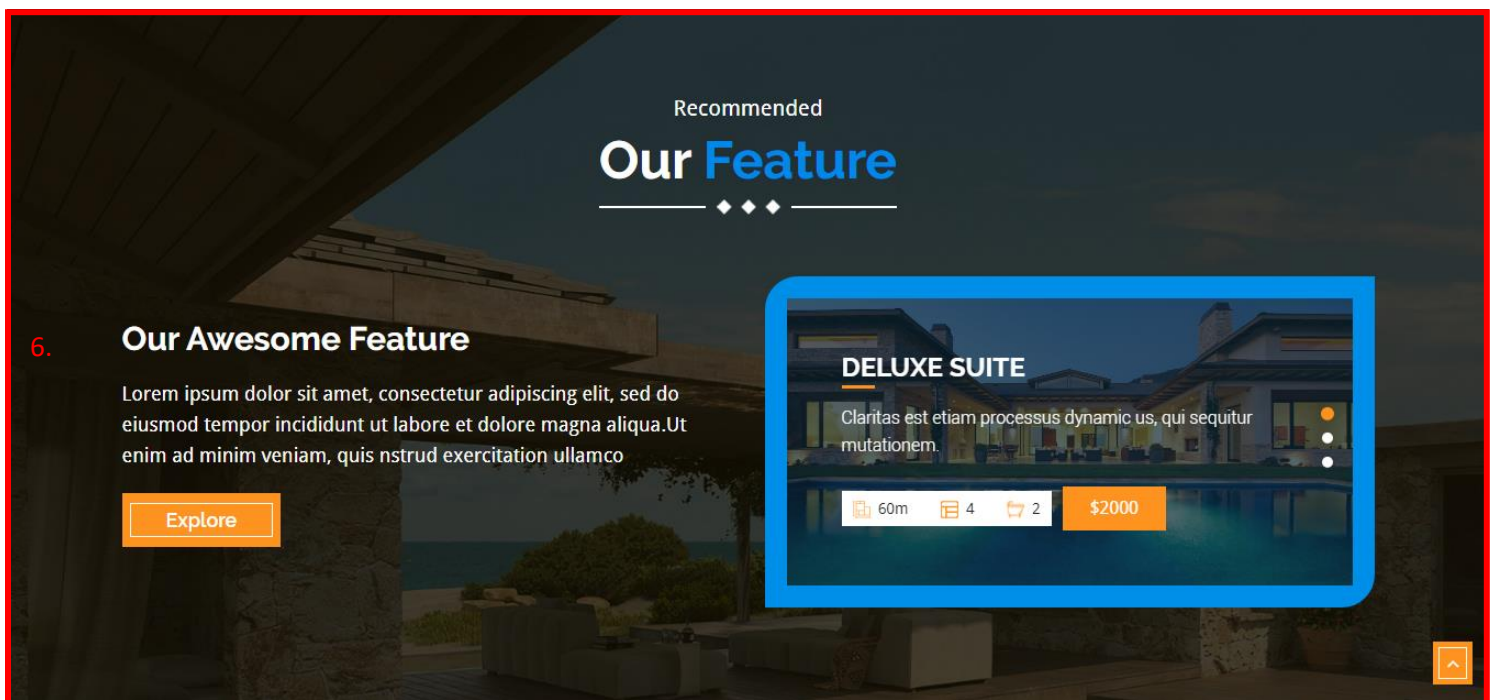 Recommended
Our Feature
6.
Our Awesome Feature
Lorem ipsum dolor sit amet, consectetur adipiscing elit, sed do
eiusmod tempor incididunt ut labore et dolore magna aliqua.Ut
enim ad minim veniam, quis nstrud exercitation ullamco
Explore
DELUXE SUITE
Claritas est etiam processus dynamic us, qui sequitur
mutationem.
60m 4 2 $2000